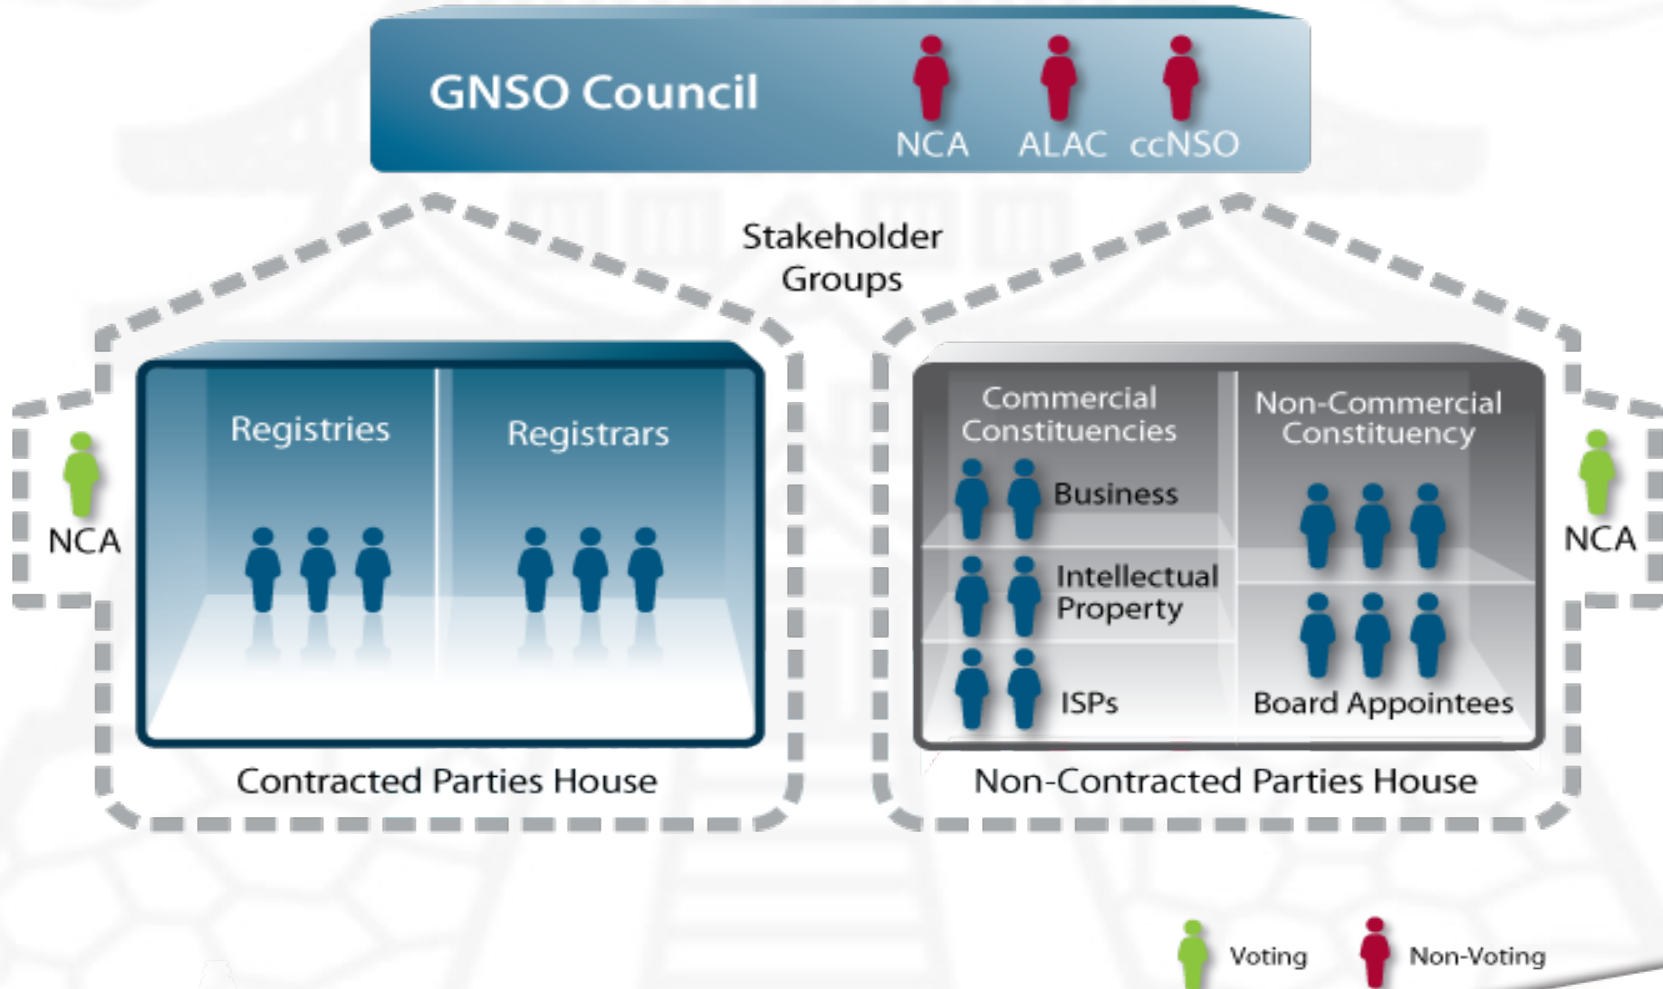 GNSO Council
NCA
ALAC
ccNSO
Stakeholder
Groups
Registries
Registrars
NCA
Contracted Parties House
Commercial
Constituencies
Business
Intellectual
Property
ISPs
Non-Commercial
Constituency
Board Appointees
NCA
Non-Contracted Parties House
Voting
Non-Voting